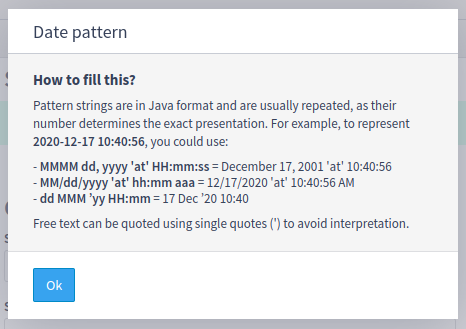 Date pattern
How to fill this?
Pattern strings are in Java format and are usually repeated, as their
number determines the exact presentation. For example, to represent
2020-12-17 10:40:56, you could use:
- MMMM dd, yyyy 'at' HH:mm:ss = December 17, 2001 'at' 10:40:56
- MM/dd/yyyy 'at' hh:mm aaa = 12/17/2020 'at' 10:40:56 AM
- dd MMM ’yy HH:mm = 17 Dec '20 10:40
Free text can be quoted using single quotes (') to avoid interpretation.
Ok